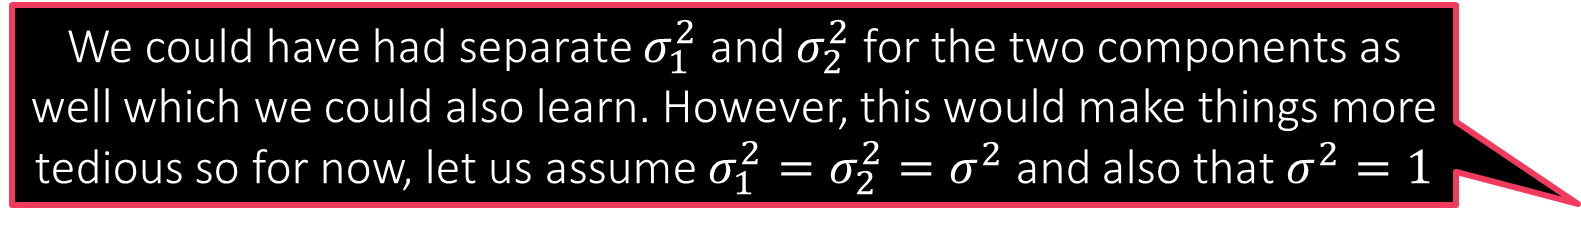 We could have had separate σ₁² and σ₂² for the two components as
well which we could also learn. However, this would make things more
tedious so for now, let us assume σ₁² = σ₂² = σ² and also that σ² = 1